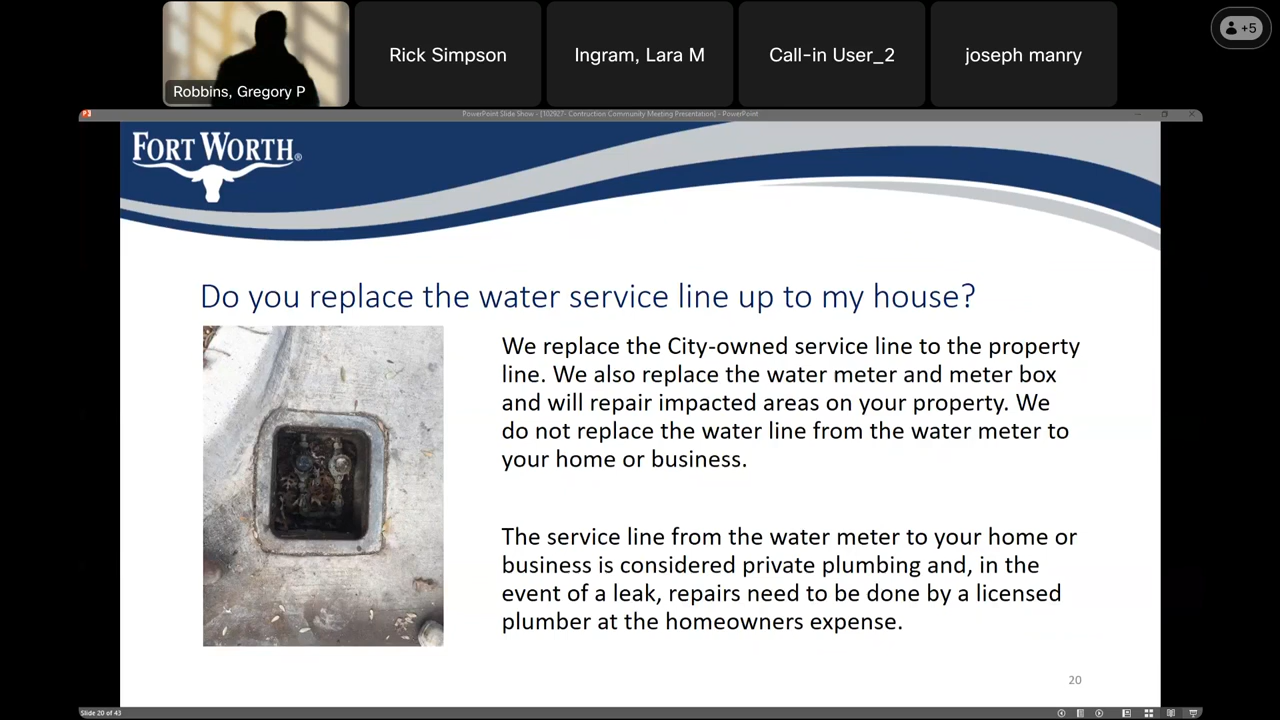 +5
Rick Simpson
Ingram, Lara M
Call-in User_2
joseph manry
Robbins, Gregory P
PowerPoint Slide Show - [102927- Contruction Community Meeting Presentation] - PowerPoint
FORT WORTH®
Do you replace the water service line up to my house?
We replace the City-owned service line to the property
line. We also replace the water meter and meter box
and will repair impacted areas on your property. We
do not replace the water line from the water meter to
your home or business.
The service line from the water meter to your home or
business is considered private plumbing and, in the
event of a leak, repairs need to be done by a licensed
plumber at the homeowners expense.
20
Slide 20 of 43